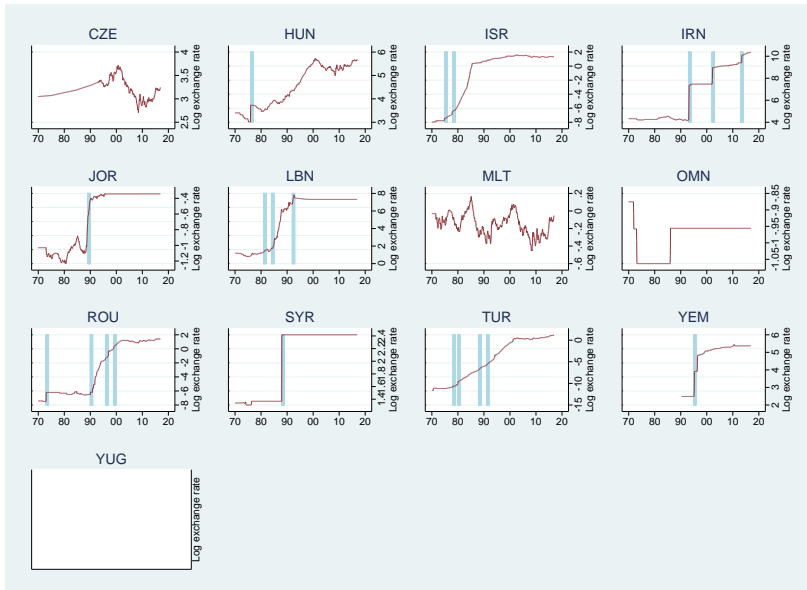 CZE
HUN
ISR
IRN
2.5 3 3.5 4
Log exchange rate
70 80 90 00 10 20
3 4 5 6
Log exchange rate
70 80 90 00 10 20
-8 -6 -4 -2 0 2
Log exchange rate
70 80 90 00 10 20
4 6 8 10
Log exchange rate
70 80 90 00 10 20
JOR
LBN
MLT
OMN
-1.2 -1 -.8 -.6 -.4
Log exchange rate
70 80 90 00 10 20
0 2 4 6 8
Log exchange rate
70 80 90 00 10 20
-.6 -.4 -.2 0 .2
Log exchange rate
70 80 90 00 10 20
-1.05 -1 -.95 -.9 -.85
Log exchange rate
70 80 90 00 10 20
ROU
SYR
TUR
YEM
-8 -6 -4 -2 0 2
Log exchange rate
70 80 90 00 10 20
1.41.61.8 2 2.22.4
Log exchange rate
70 80 90 00 10 20
-15 -10 -5 0
Log exchange rate
70 80 90 00 10 20
2 3 4 5 6
Log exchange rate
70 80 90 00 10 20
YUG
Log exchange rate